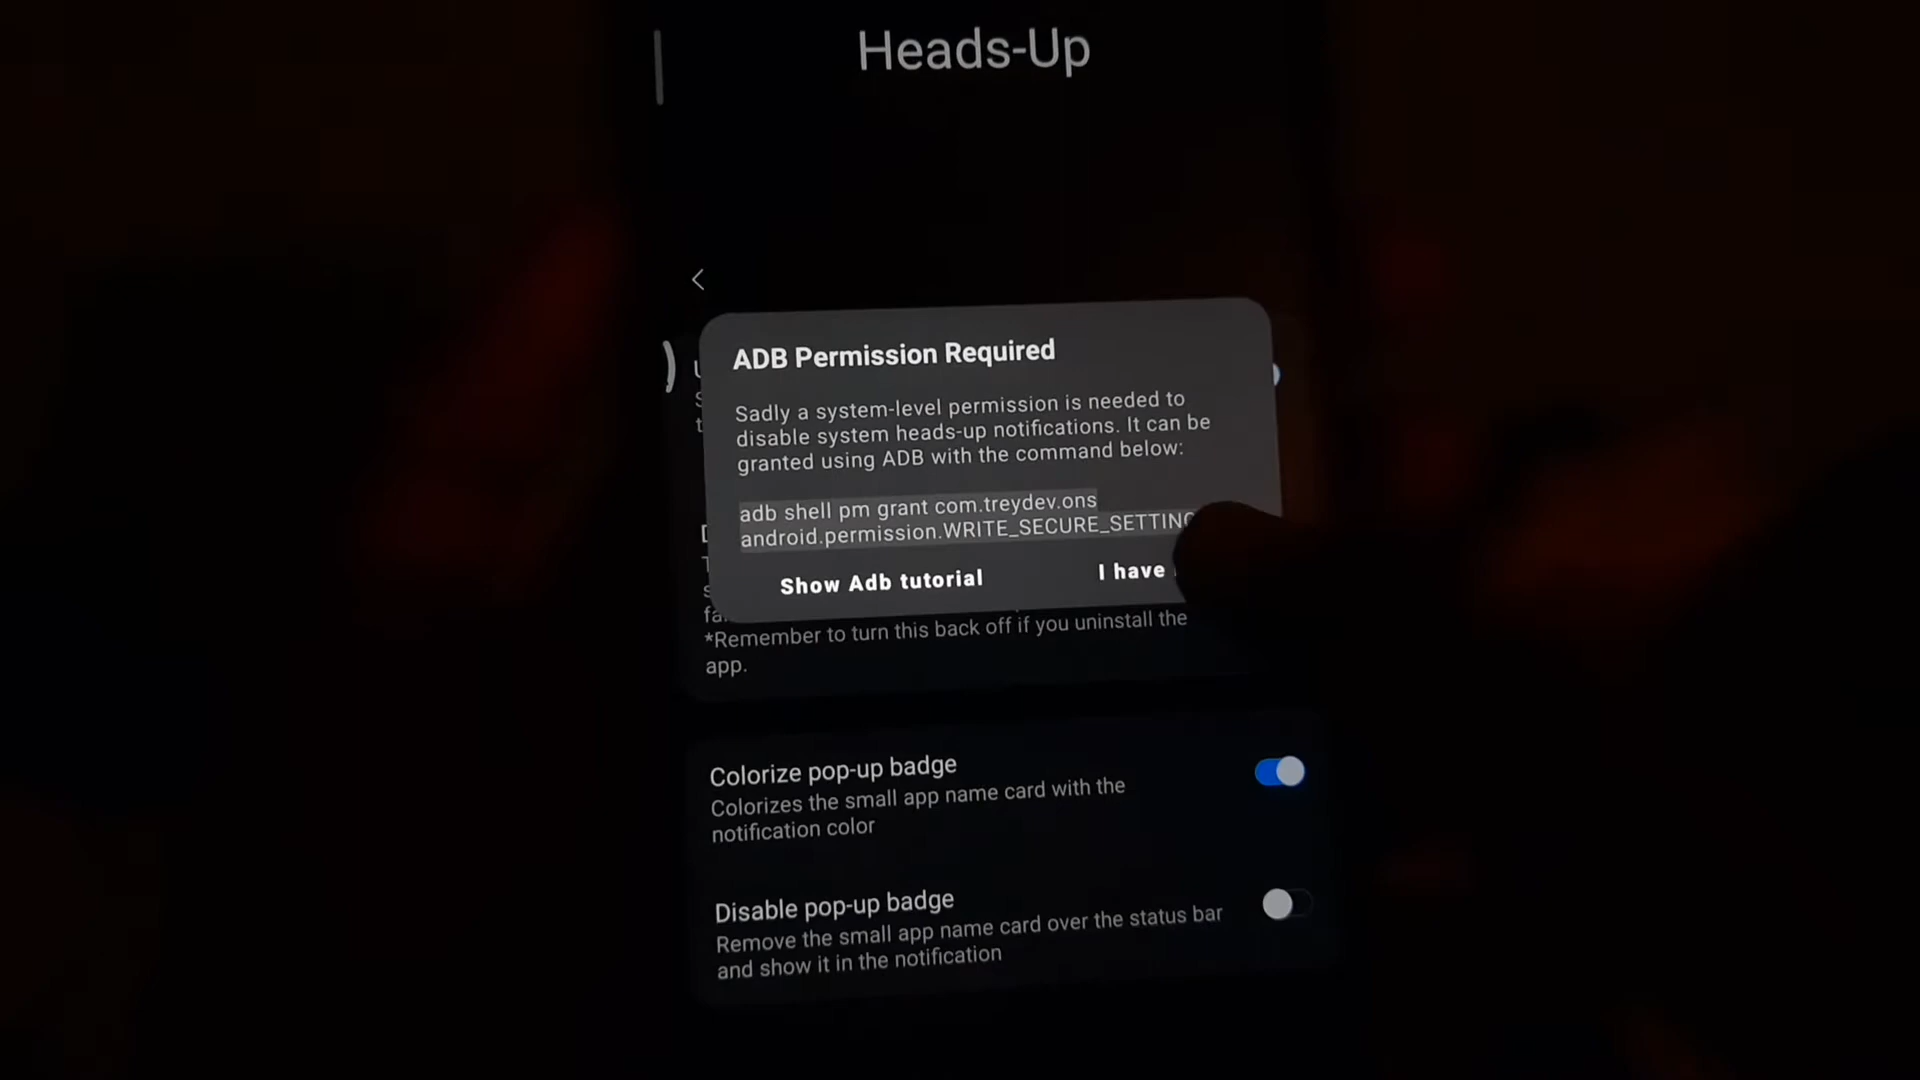 Heads-Up
ADB Permission Required
Sadly a system-level permission is needed to
disable system heads-up notifications. It can be
granted using ADB with the command below:
adb shell pm grant com.treydev.ons
android.permission.WRITE_SECURE_SETTING
Show Adb tutorial
I have
*Remember to turn this back off if you uninstall the
app.
Colorize pop-up badge
Colorizes the small app name card with the
notification color
Disable pop-up badge
Remove the small app name card over the status bar
and show it in the notification